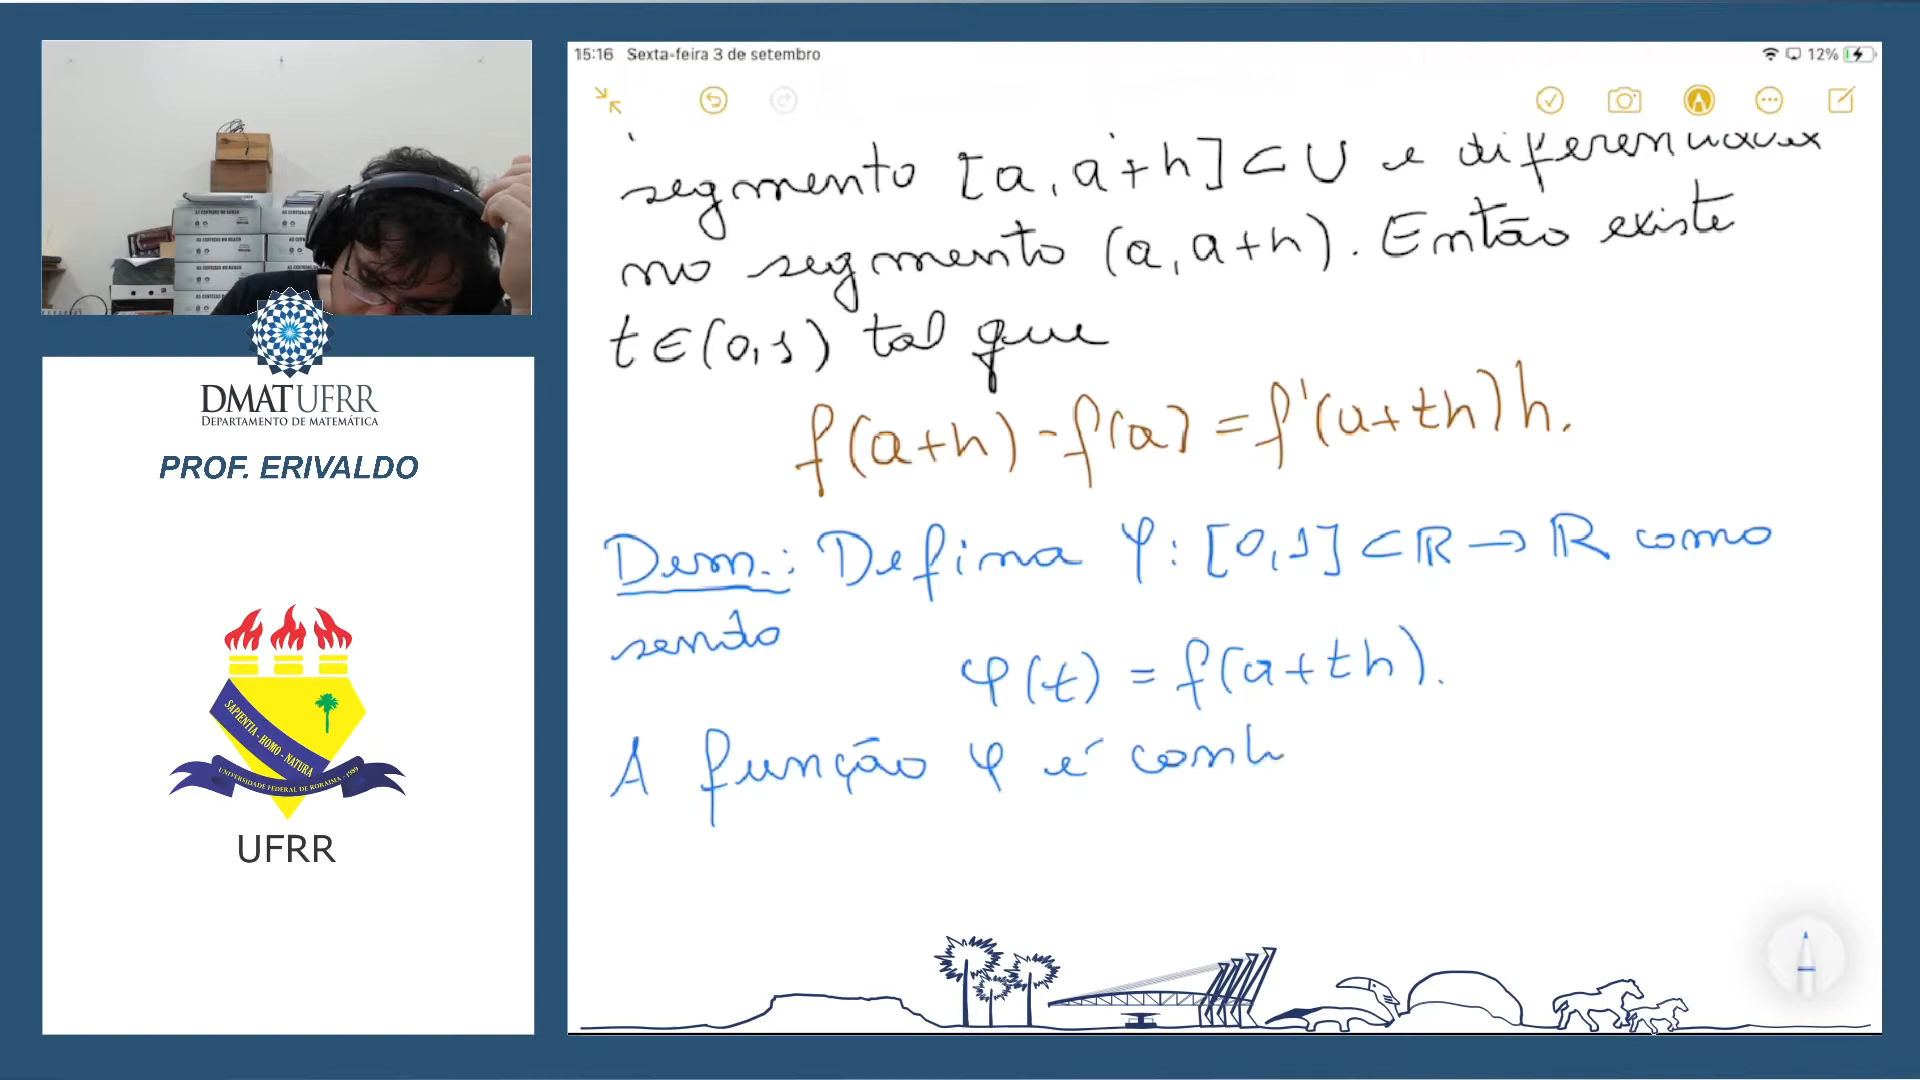 15:16 Sexta-feira 3 de setembro
12%
segmento [a, a+h] ⊂ U e diferenciável
no segmento (a, a+h). Então existe
t ∈ (0,1) tal que
f(a+h) - f(a) = f'(a+th)h.
Dem.: Defina φ: [0,1] ⊂ ℝ → ℝ como
sendo
φ(t) = f(a+th).
A função φ é conti
DMATUFRR
DEPARTAMENTO DE MATEMÁTICA
PROF. ERIVALDO
SAPIENTIA - HOMO - NATURA
UNIVERSIDADE FEDERAL DE RORAIMA - 1989
UFRR